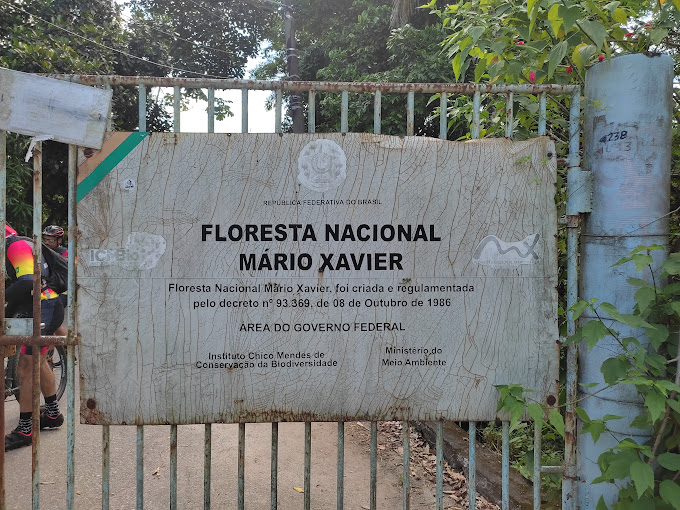 REPÚBLICA FEDERATIVA DO BRASIL
FLORESTA NACIONAL
MÁRIO XAVIER
ICMBio
Floresta Nacional Mário Xavier, foi criada e regulamentada
pelo decreto nº 93.369, de 08 de Outubro de 1986
ÁREA DO GOVERNO FEDERAL
Instituto Chico Mendes de
Conservação da Biodiversidade
Ministério do
Meio Ambiente
238